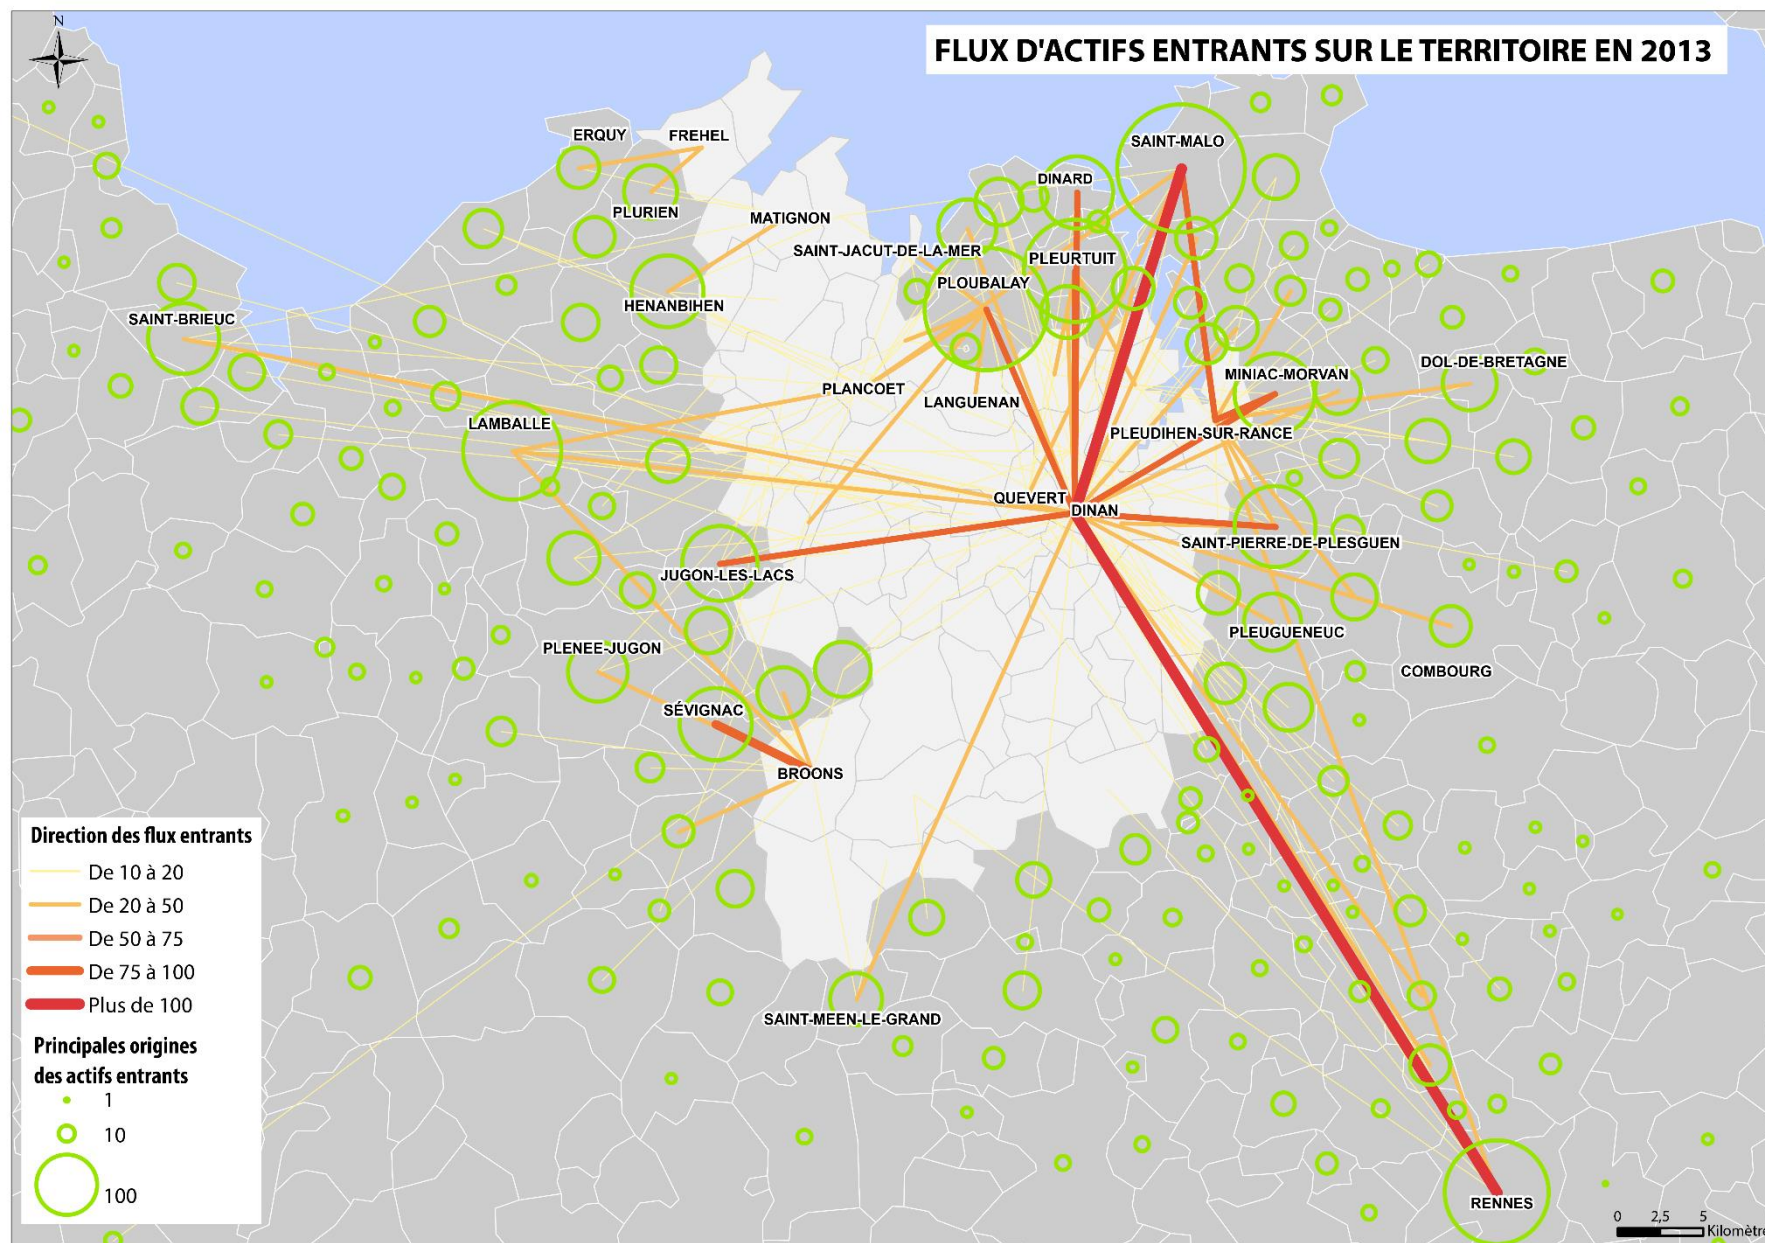 N
FLUX D'ACTIFS ENTRANTS SUR LE TERRITOIRE EN 2013
ERQUY
FREHEL
SAINT-MALO
DINARD
PLURIEN
MATIGNON
SAINT-JACUT-DE-LA-MER
PLEURTUIT
PLOUBALAY
HENANBIHEN
SAINT-BRIEUC
DOL-DE-BRETAGNE
MINIAC-MORVAN
PLANCOET
LANGUENAN
LAMBALLE
PLEUDIHEN-SUR-RANCE
QUEVERT
DINAN
SAINT-PIERRE-DE-PLESGUEN
JUGON-LES-LACS
PLEUGUENEUC
PLENEE-JUGON
COMBOURG
SÉVIGNAC
BROONS
SAINT-MEEN-LE-GRAND
RENNES
Direction des flux entrants
De 10 à 20
De 20 à 50
De 50 à 75
De 75 à 100
Plus de 100
Principales origines
des actifs entrants
1
10
100
0 2,5 5
Kilomètre